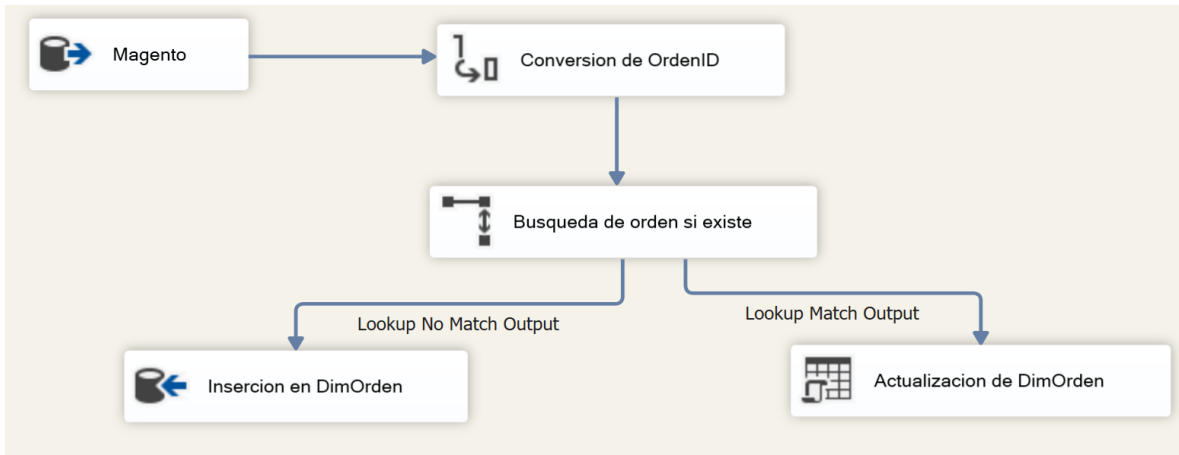 Magento
Conversion de OrdenID
Busqueda de orden si existe
Lookup No Match Output
Lookup Match Output
Insercion en DimOrden
Actualizacion de DimOrden